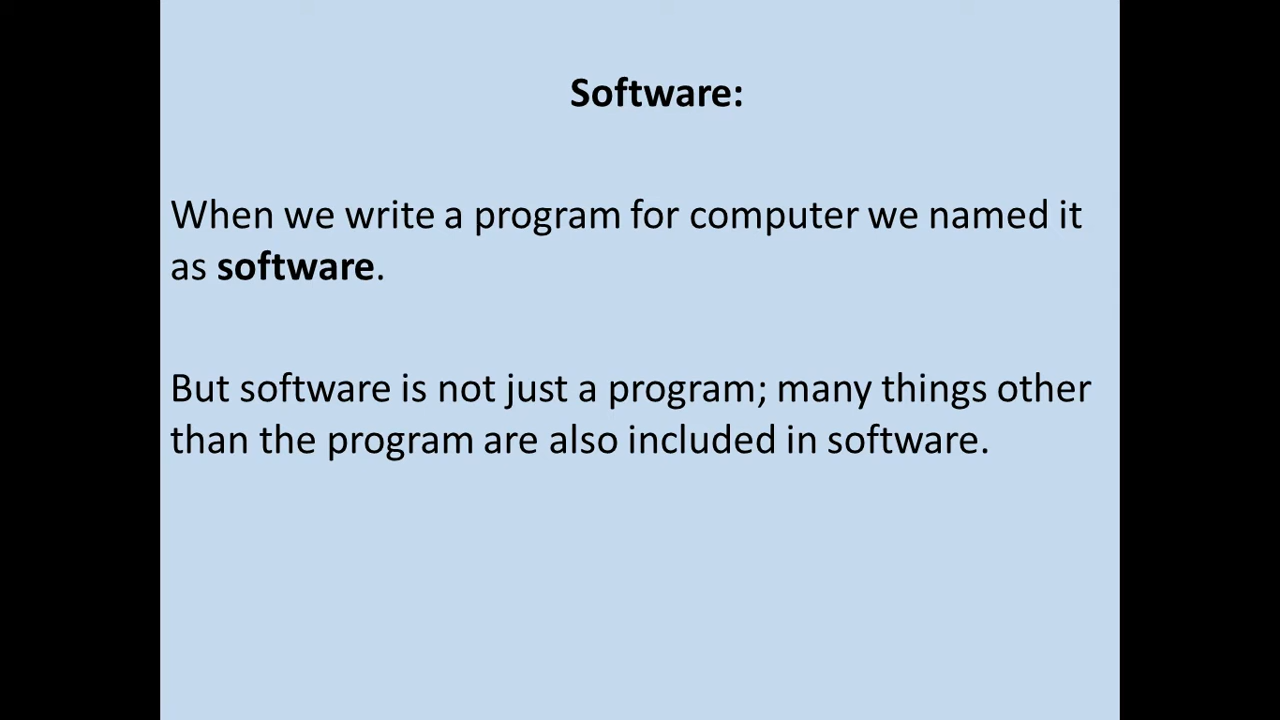 Software:
When we write a program for computer we named it
as software.
But software is not just a program; many things other
than the program are also included in software.